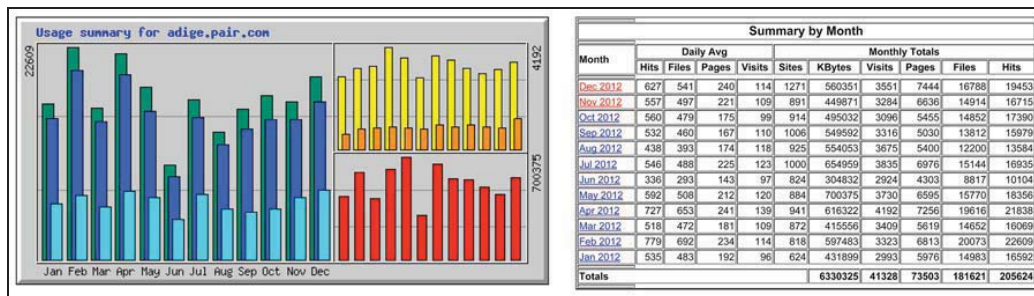 Usage summary for adige.pair.com
22609
4192
700375
Jan Feb Mar Apr May Jun Jul Aug Sep Oct Nov Dec
Summary by Month
Month Daily Avg Monthly Totals
Hits Files Pages Visits Sites KBytes Visits Pages Files Hits
Dec 2012 627 541 240 114 1271 560351 3551 7444 16788 19453
Nov 2012 557 497 221 109 891 449871 3284 6636 14914 16715
Oct 2012 560 479 175 99 914 495032 3096 5455 14852 17390
Sep 2012 532 460 167 110 1006 549592 3316 5030 13812 15976
Aug 2012 438 393 174 118 925 554053 3675 5400 12200 13584
Jul 2012 546 488 225 123 1000 654959 3835 6976 15144 16935
Jun 2012 336 293 143 97 824 304832 2924 4303 8817 10104
May 2012 592 508 212 120 884 700375 3730 6595 15770 18359
Apr 2012 727 653 241 139 941 616322 4192 7256 19616 21838
Mar 2012 518 472 181 109 872 415556 3409 5619 14652 16069
Feb 2012 779 692 234 114 818 597483 3323 6813 20073 22609
Jan 2012 535 483 192 96 624 431899 2993 5976 14983 16592
Totals 6330325 41328 73503 181621 205624